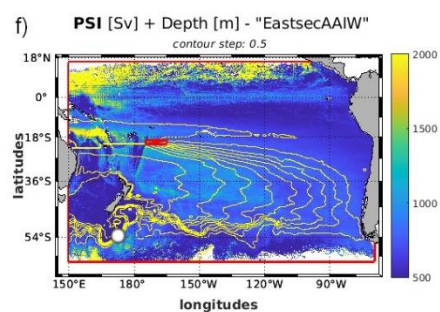 f) PSI [Sv] + Depth [m] - "EastsecAAIW"
contour step: 0.5
18°N
0°
18°S
36°S
54°S
latitudes
150°E
180°W
150°W
120°W
90°W
longitudes
2000
1500
1000
500